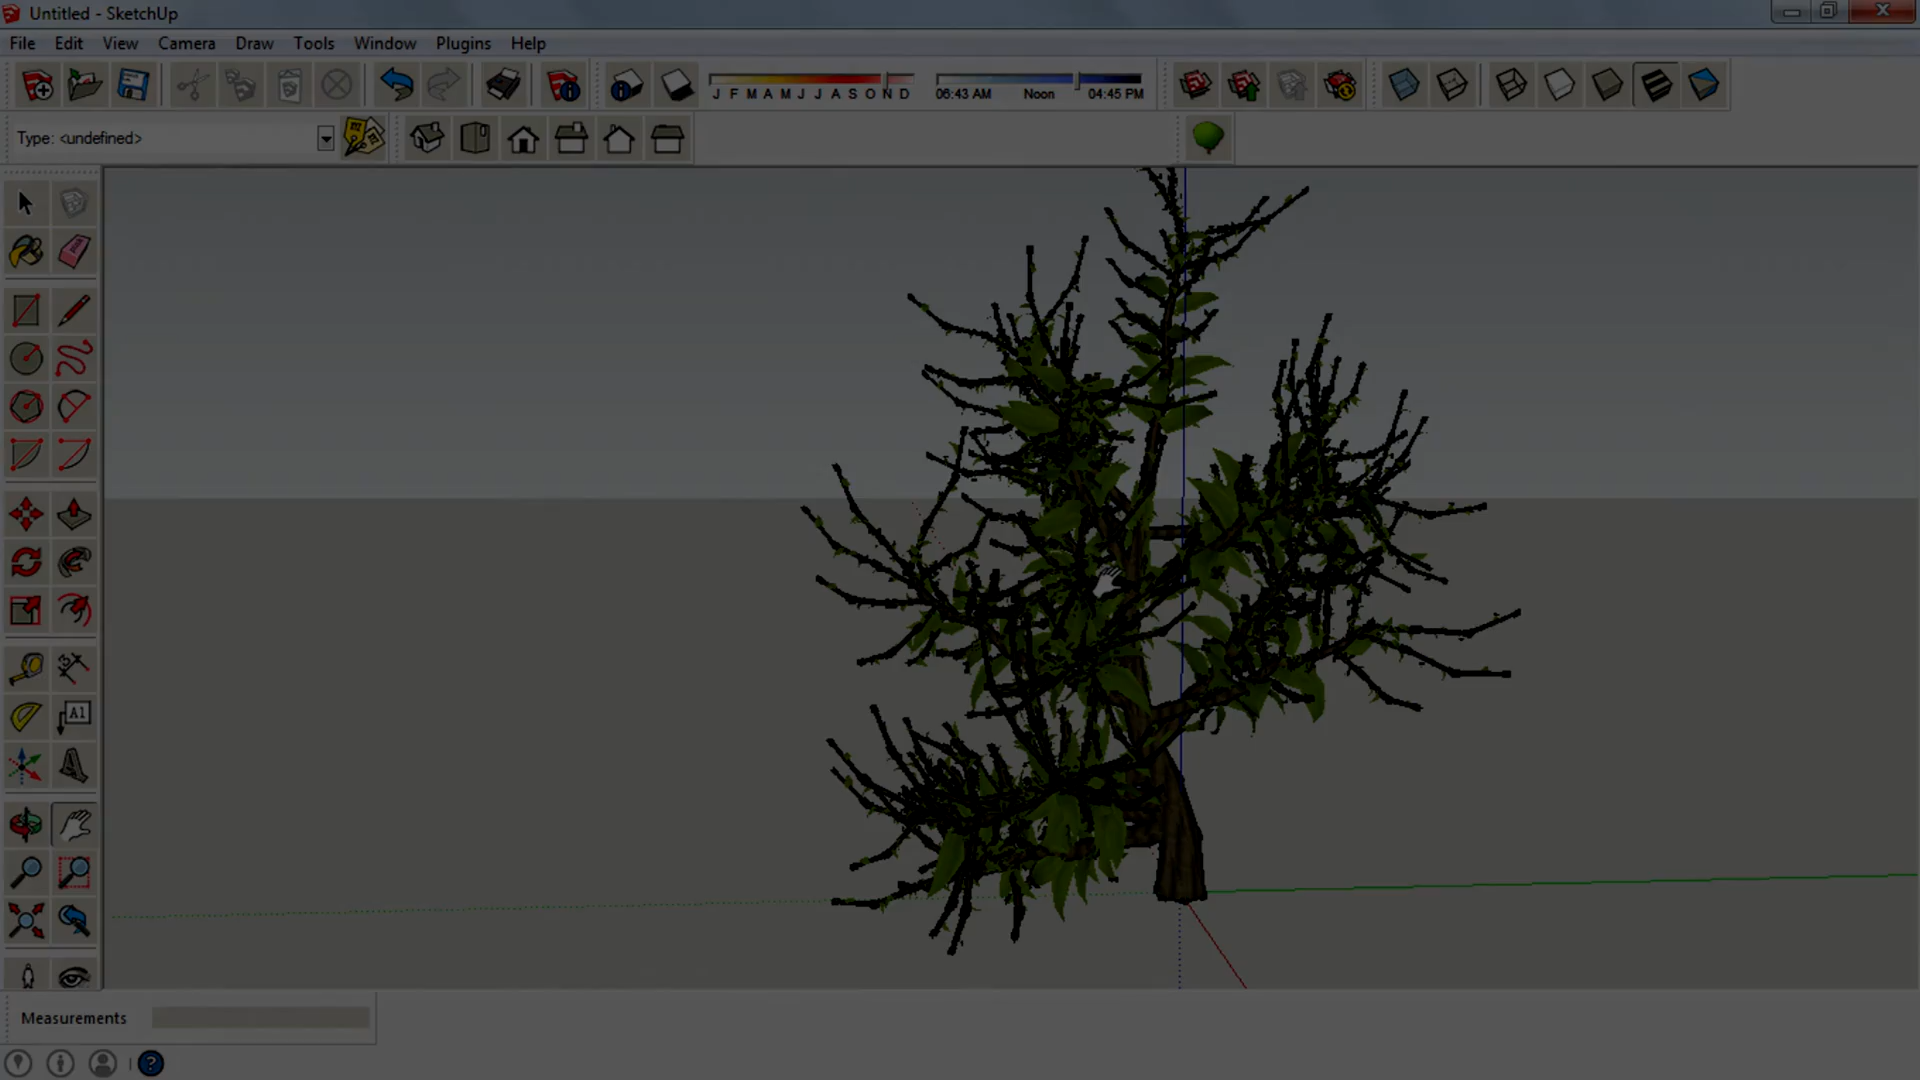 Untitled - SketchUp
File Edit View Camera Draw Tools Window Plugins Help
J F M A M J J A S O N D 06:43 AM Noon 04:45 PM
Type: <undefined>
A1
Measurements